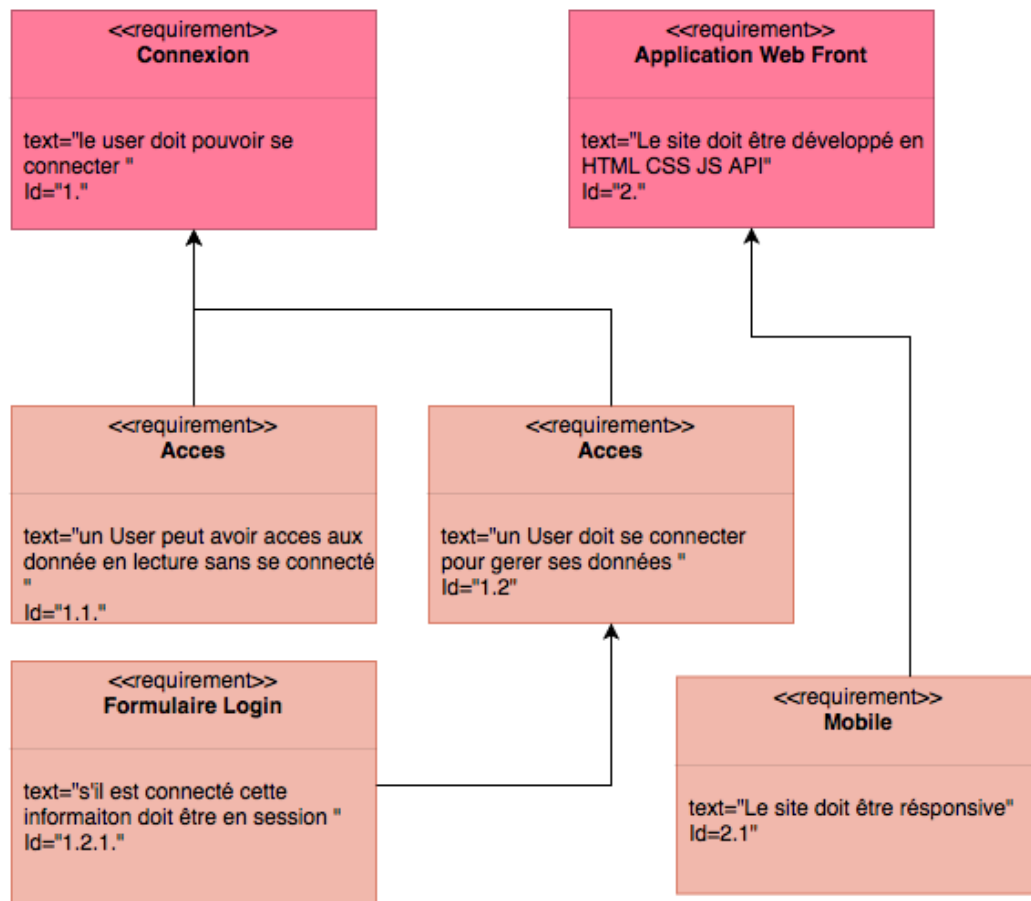 <<requirement>>
Connexion
text="le user doit pouvoir se
connecter "
Id="1."
<<requirement>>
Application Web Front
text="Le site doit être développé en
HTML CSS JS API"
Id="2."
<<requirement>>
Acces
text="un User peut avoir acces aux
donnée en lecture sans se connecté
"
Id="1.1."
<<requirement>>
Acces
text="un User doit se connecter
pour gerer ses données "
Id="1.2"
<<requirement>>
Formulaire Login
text="s'il est connecté cette
informaiton doit être en session "
Id="1.2.1."
<<requirement>>
Mobile
text="Le site doit être résponsive"
Id=2.1"